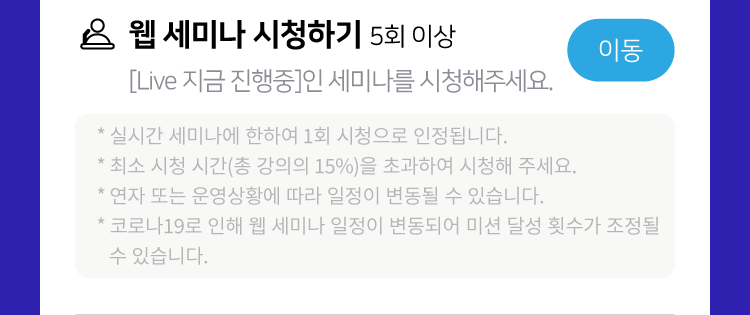 웹 세미나 시청하기 5회 이상
이동
[Live 지금 진행중]인 세미나를 시청해주세요.
* 실시간 세미나에 한하여 1회 시청으로 인정됩니다.
* 최소 시청 시간(총 강의의 15%)을 초과하여 시청해 주세요.
* 연자 또는 운영상황에 따라 일정이 변동될 수 있습니다.
* 코로나19로 인해 웹 세미나 일정이 변동되어 미션 달성 횟수가 조정될
수 있습니다.